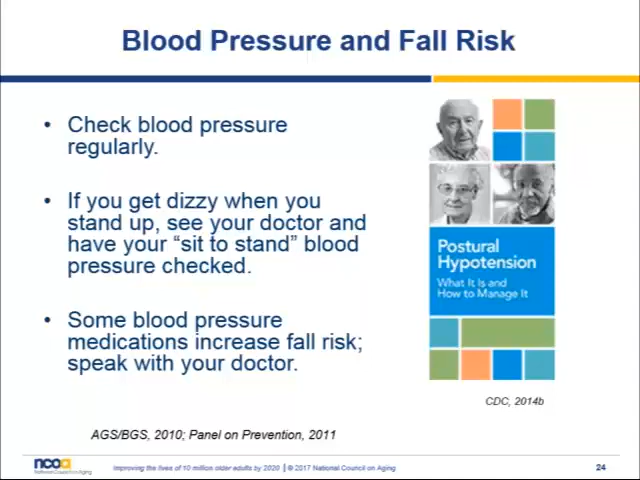 Blood Pressure and Fall Risk
• Check blood pressure
regularly.
• If you get dizzy when you
stand up, see your doctor and
have your “sit to stand” blood
pressure checked.
• Some blood pressure
medications increase fall risk;
speak with your doctor.
Postural
Hypotension
What It Is and
How to Manage It
CDC, 2014b
AGS/BGS, 2010; Panel on Prevention, 2011
ncoa
National Council on Aging
Improving the lives of 10 million older adults by 2020 | © 2017 National Council on Aging
24